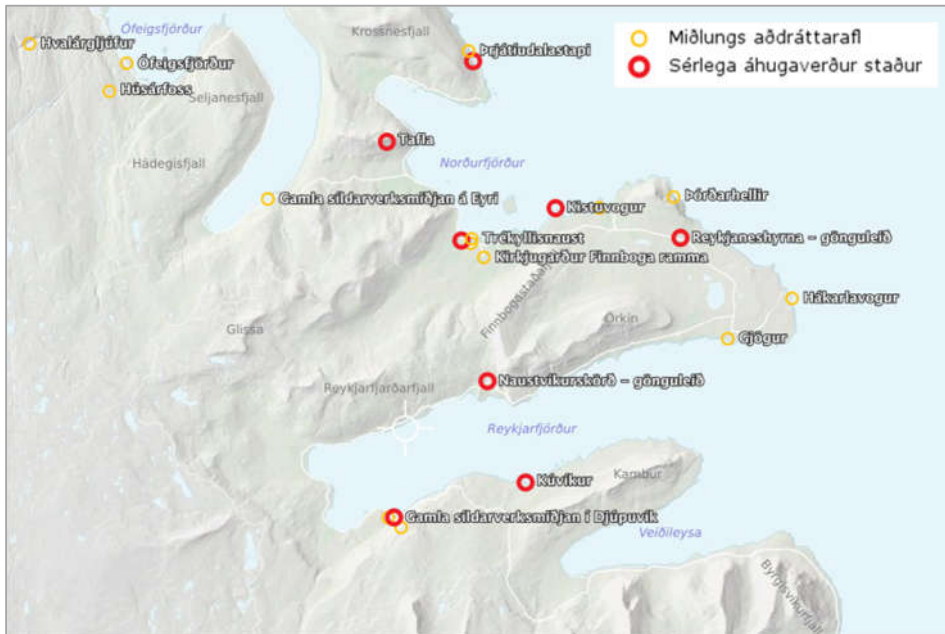 Ófeigsfjörður
Krossnesfjall
Hvalárgljúfur
Miðlungs aðdráttarafl
Þrjátíudalastapi
Ófeigsfjörður
Sérlega áhugaverður staður
Húsárfoss
Seljanesfjall
Tafla
Hádegisfjall
Norðurfjörður
Gamla síldarverksmiðjan á Eyri
Þórðarhellir
Kistuvogur
Trékyllisnaust
Reykjaneshyrna – gönguleið
Kirkjugarður Finnboga ramma
Hákarlavogur
Örkin
Glissa
Gjögur
Naustvíkurskörð – gönguleið
Reykjarfjarðarfjall
Reykjarfjörður
Kambur
Kúvíkur
Gamla síldarverksmiðjan í Djúpuvík
Veiðileysa
Byrgisvíkurfjall